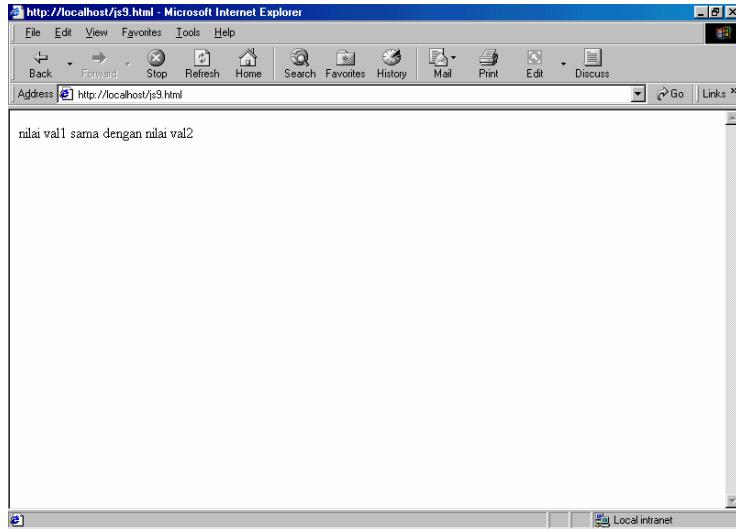 http://localhost/js9.html - Microsoft Internet Explorer
File Edit View Favorites Tools Help
Back Forward Stop Refresh Home Search Favorites History Mail Print Edit Discuss
Address http://localhost/js9.html Go Links »
nilai val1 sama dengan nilai val2
Local intranet